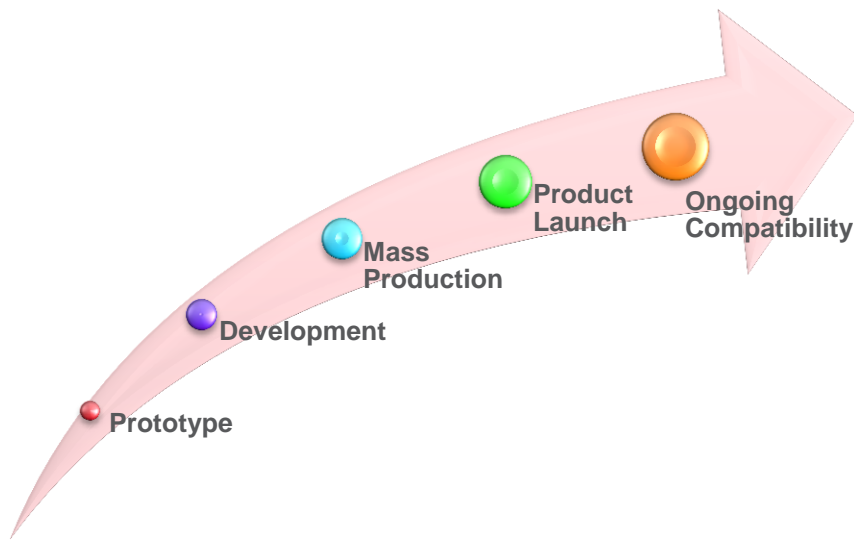 Product
Launch
Ongoing
Compatibility
Mass
Production
Development
Prototype